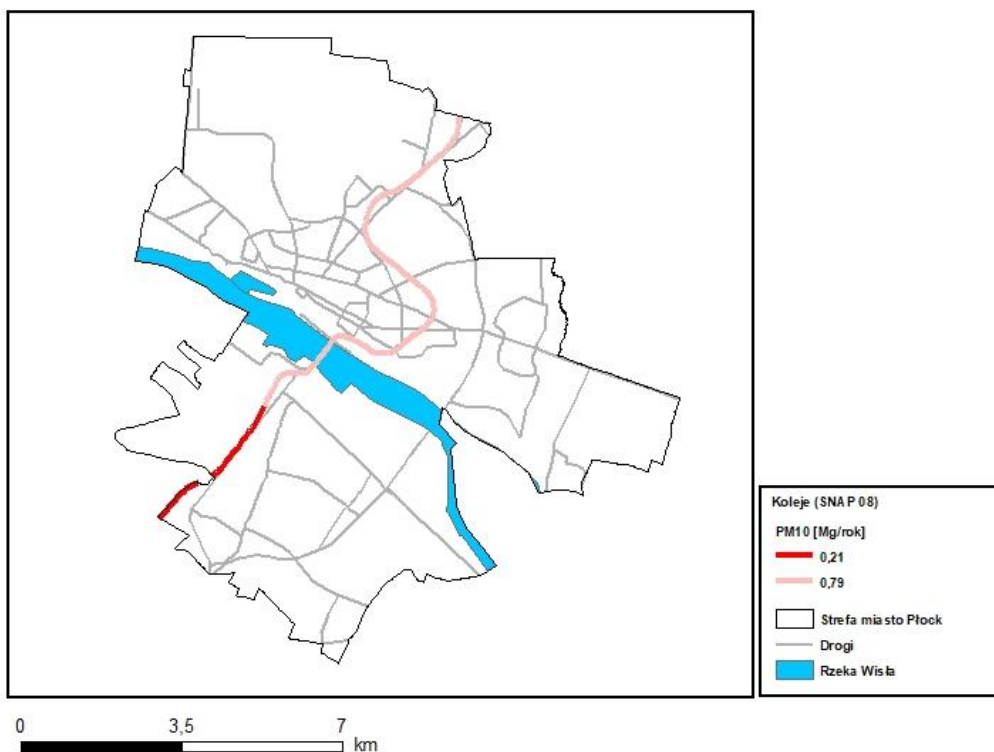 Koleje (SNAP 08)
PM10 [Mg/rok]
0,21
0,79
Strefa miasto Płock
Drogi
Rzeka Wisła
0 3,5 7
km